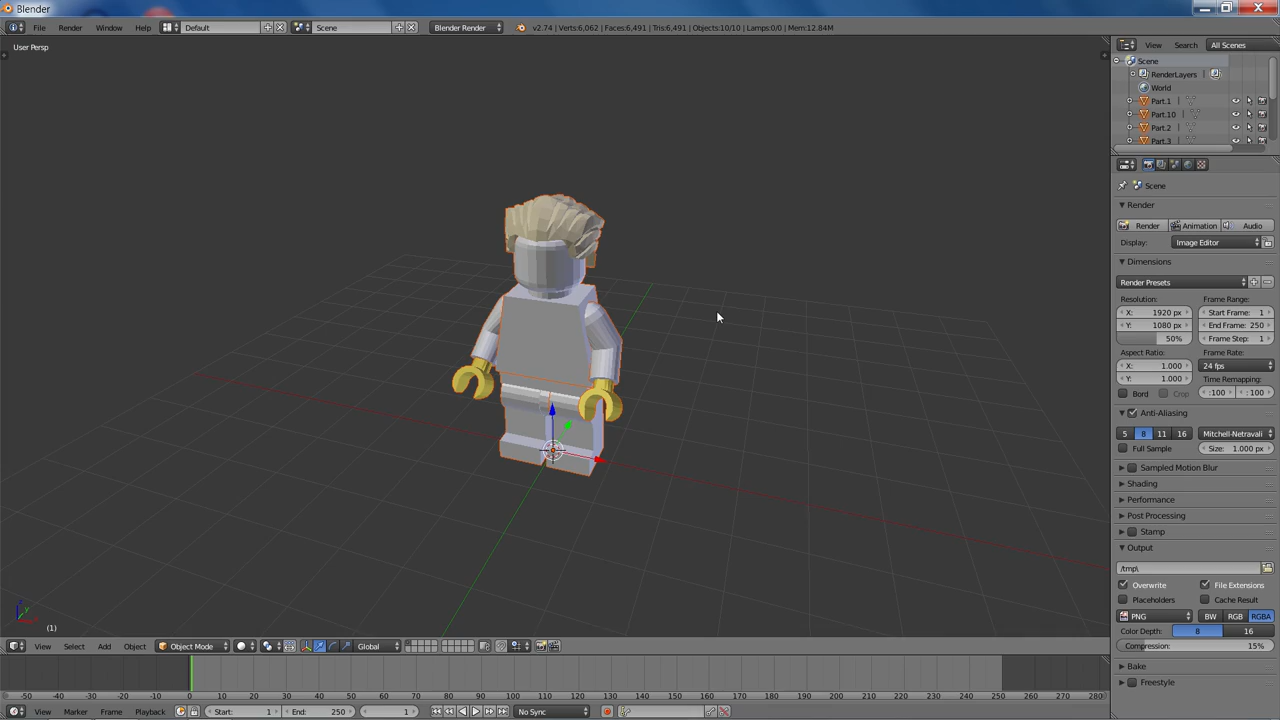 Blender
File Render Window Help Default Scene Blender Render v2.74 | Verts:6,062 | Faces:6,491 | Tris:6,491 | Objects:10/10 | Lamps:0/0 | Mem:12.84M
User Persp
(1)
View Select Add Object Object Mode Global
-50 -40 -30 -20 -10 0 10 20 30 40 50 60 70 80 90 100 110 120 130 140 150 160 170 180 190 200 210 220 230 240 250 260 270 280
View Marker Frame Playback Start: 1 End: 250 1 No Sync
View Search All Scenes
Scene
RenderLayers
World
Part.1
Part.10
Part.2
Part.3
Scene
Render
Render Animation Audio
Display: Image Editor
Dimensions
Render Presets
Resolution: Frame Range:
X: 1920 px Start Frame: 1
Y: 1080 px End Frame: 250
50% Frame Step: 1
Aspect Ratio: Frame Rate:
X: 1.000 24 fps
Y: 1.000 Time Remapping:
Bord Crop :100 :100
Anti-Aliasing
5 8 11 16 Mitchell-Netravali
Full Sample Size: 1.000 px
Sampled Motion Blur
Shading
Performance
Post Processing
Stamp
Output
/tmp\
Overwrite File Extensions
Placeholders Cache Result
PNG BW RGB RGBA
Color Depth: 8 16
Compression: 15%
Bake
Freestyle